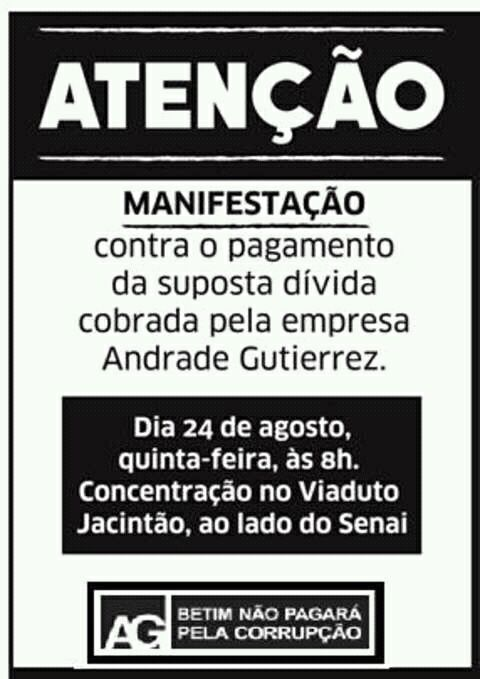 ATENÇÃO
MANIFESTAÇÃO
contra o pagamento
da suposta dívida
cobrada pela empresa
Andrade Gutierrez.
Dia 24 de agosto,
quinta-feira, às 8h.
Concentração no Viaduto
Jacintão, ao lado do Senai
AG
BETIM NÃO PAGARÁ
PELA CORRUPÇÃO